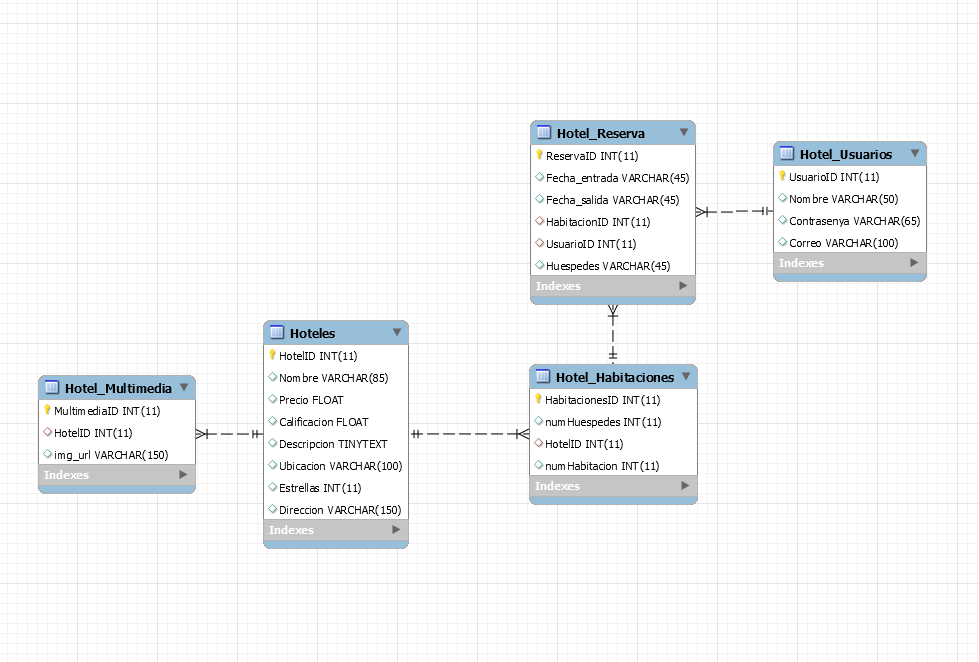 Hotel_Reserva
ReservaID INT(11)
Fecha_entrada VARCHAR(45)
Fecha_salida VARCHAR(45)
HabitacionID INT(11)
UsuarioID INT(11)
Huespedes VARCHAR(45)
Indexes
Hotel_Usuarios
UsuarioID INT(11)
Nombre VARCHAR(50)
Contrasenya VARCHAR(65)
Correo VARCHAR(100)
Indexes
Hoteles
HotelID INT(11)
Nombre VARCHAR(85)
Precio FLOAT
Calificacion FLOAT
Descripcion TINYTEXT
Ubicacion VARCHAR(100)
Estrellas INT(11)
Direccion VARCHAR(150)
Indexes
Hotel_Habitaciones
HabitacionesID INT(11)
numHuespedes INT(11)
HotelID INT(11)
numHabitacion INT(11)
Indexes
Hotel_Multimedia
MultimediaID INT(11)
HotelID INT(11)
img_url VARCHAR(150)
Indexes